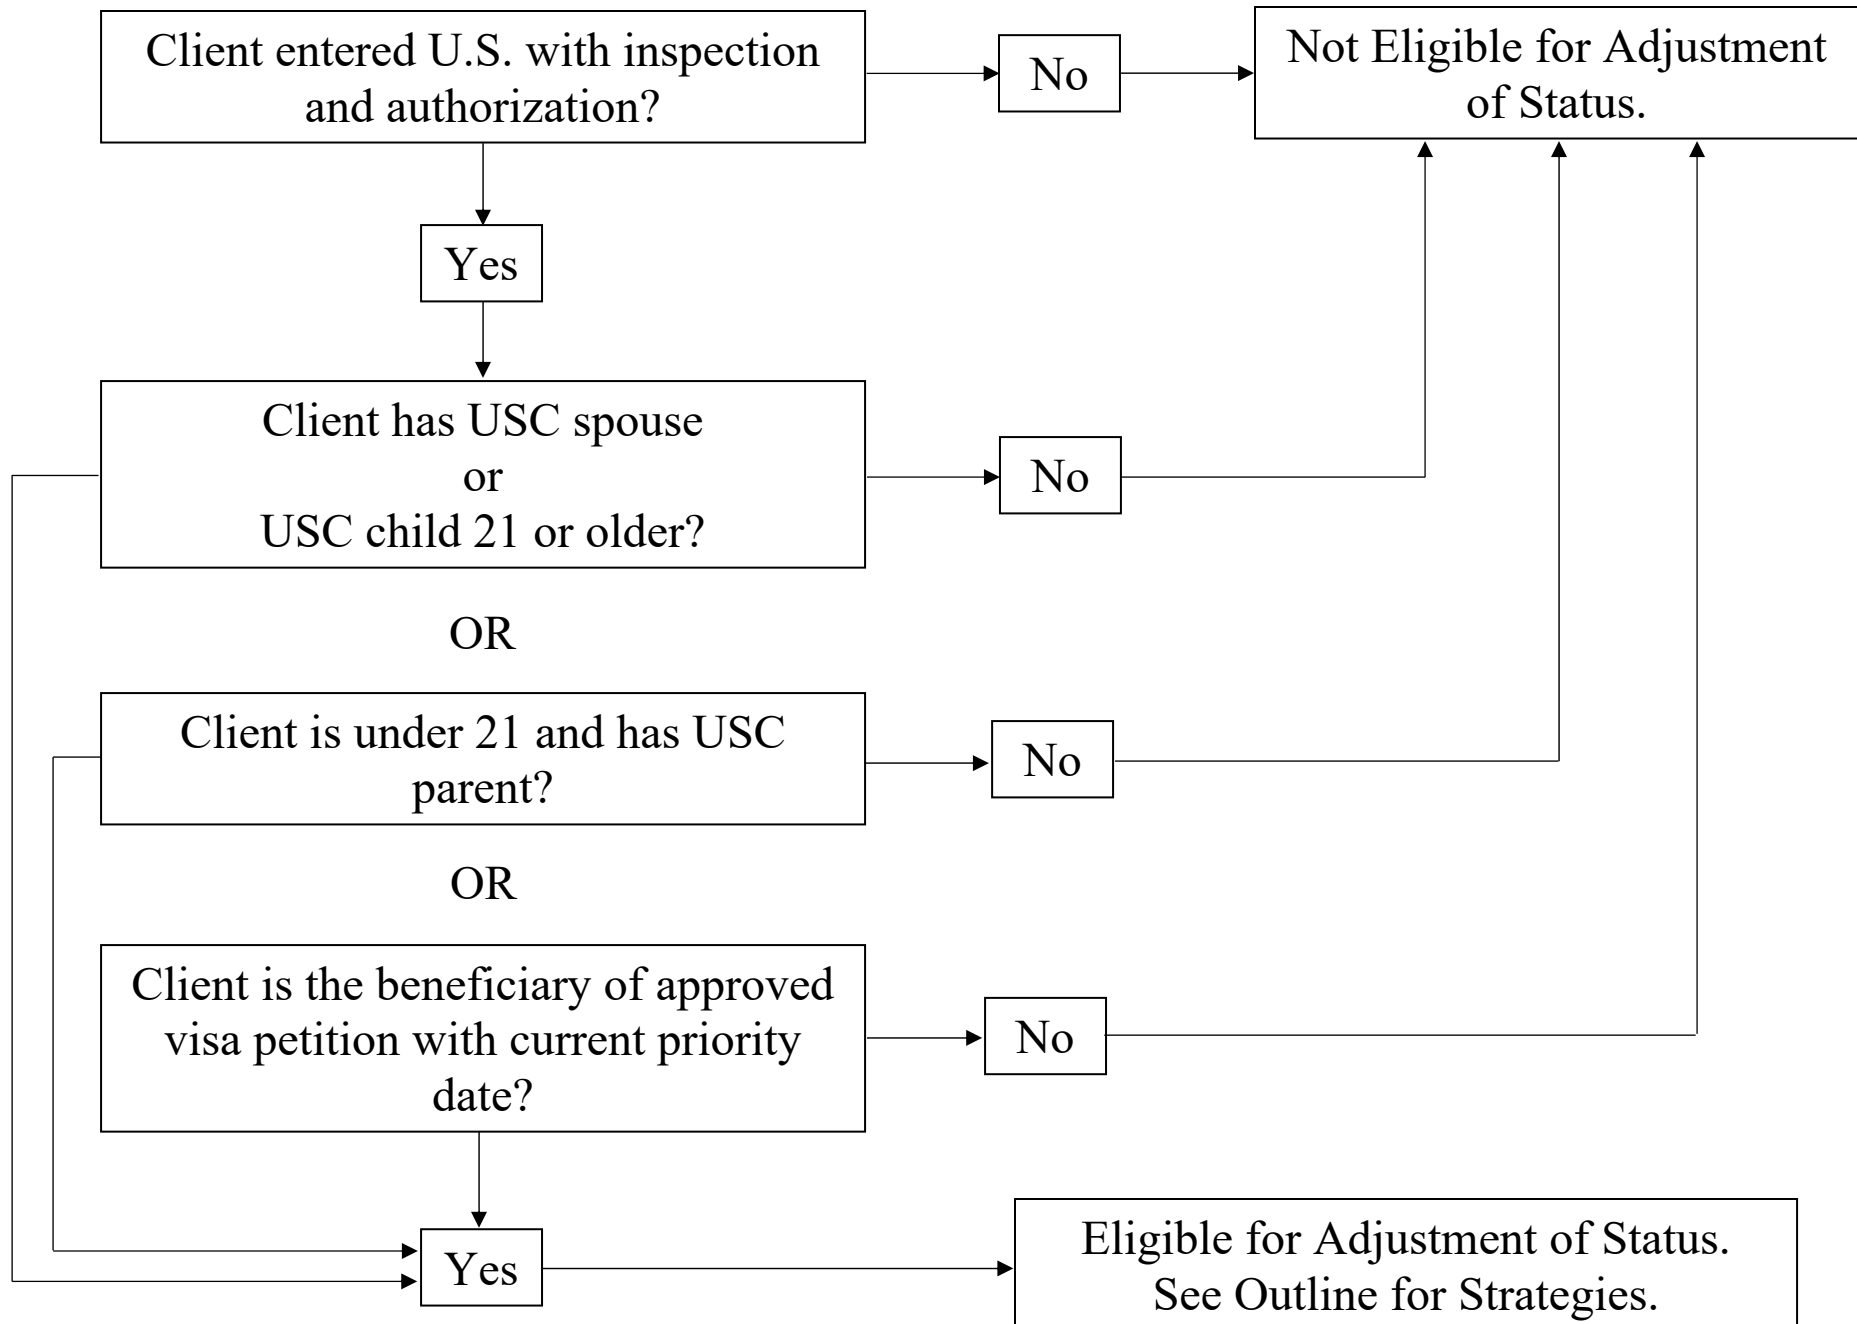 Client entered U.S. with inspection
and authorization?
No
Not Eligible for Adjustment
of Status.
Yes
Client has USC spouse
or
USC child 21 or older?
No
OR
Client is under 21 and has USC
parent?
No
OR
Client is the beneficiary of approved
visa petition with current priority
date?
No
Yes
Eligible for Adjustment of Status.
See Outline for Strategies.